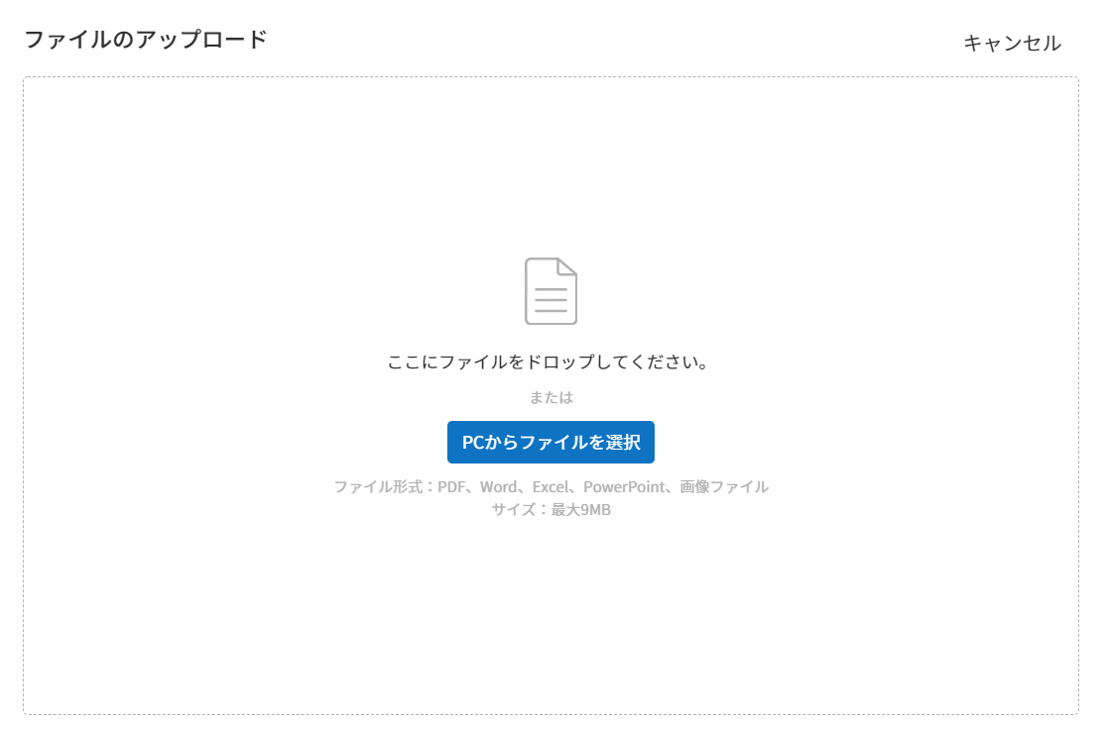 ファイルのアップロード
キャンセル
ここにファイルをドロップしてください。
または
PCからファイルを選択
ファイル形式：PDF、Word、Excel、PowerPoint、画像ファイル
サイズ：最大9MB